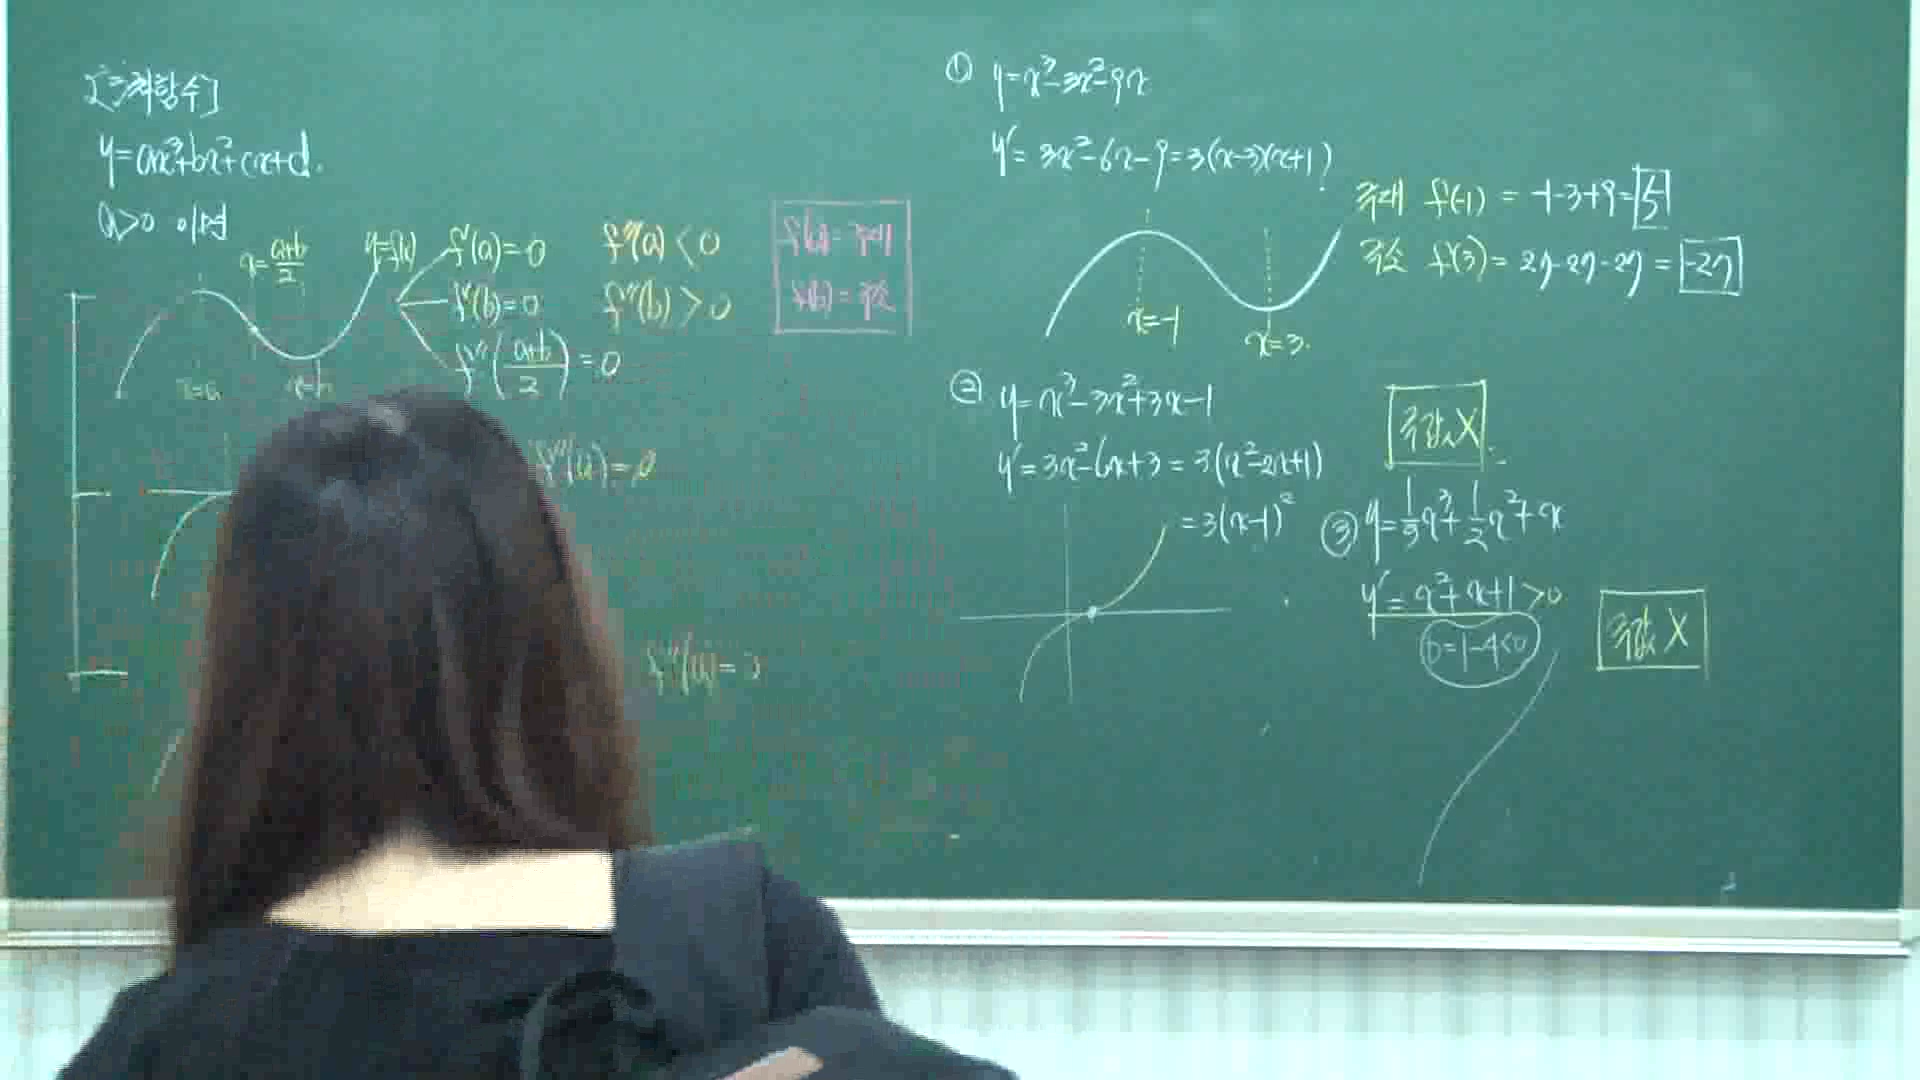 [3차함수]
y=ax³+bx²+cx+d.
a>0 이면
x=a+b/2
y=f(x)
f'(a)=0 f''(a)<0
f'(b)=0 f''(b)>0
f''(a+b/2)=0
f(a)=극대
f(b)=극소
x=a
① y=x³-3x²-9x
y'=3x²-6x-9=3(x-3)(x+1)
극대 f(-1) = -1-3+9=5
극소 f(3)=27-27-27=-27
x=-1
x=3.
② y=x³-3x²+3x-1
y'=3x²-6x+3=3(x²-2x+1)
=3(x-1)²
극값X
③ y=1/3x³+1/2x²+x
y'=x²+x+1>0
D=1-4<0
극값X